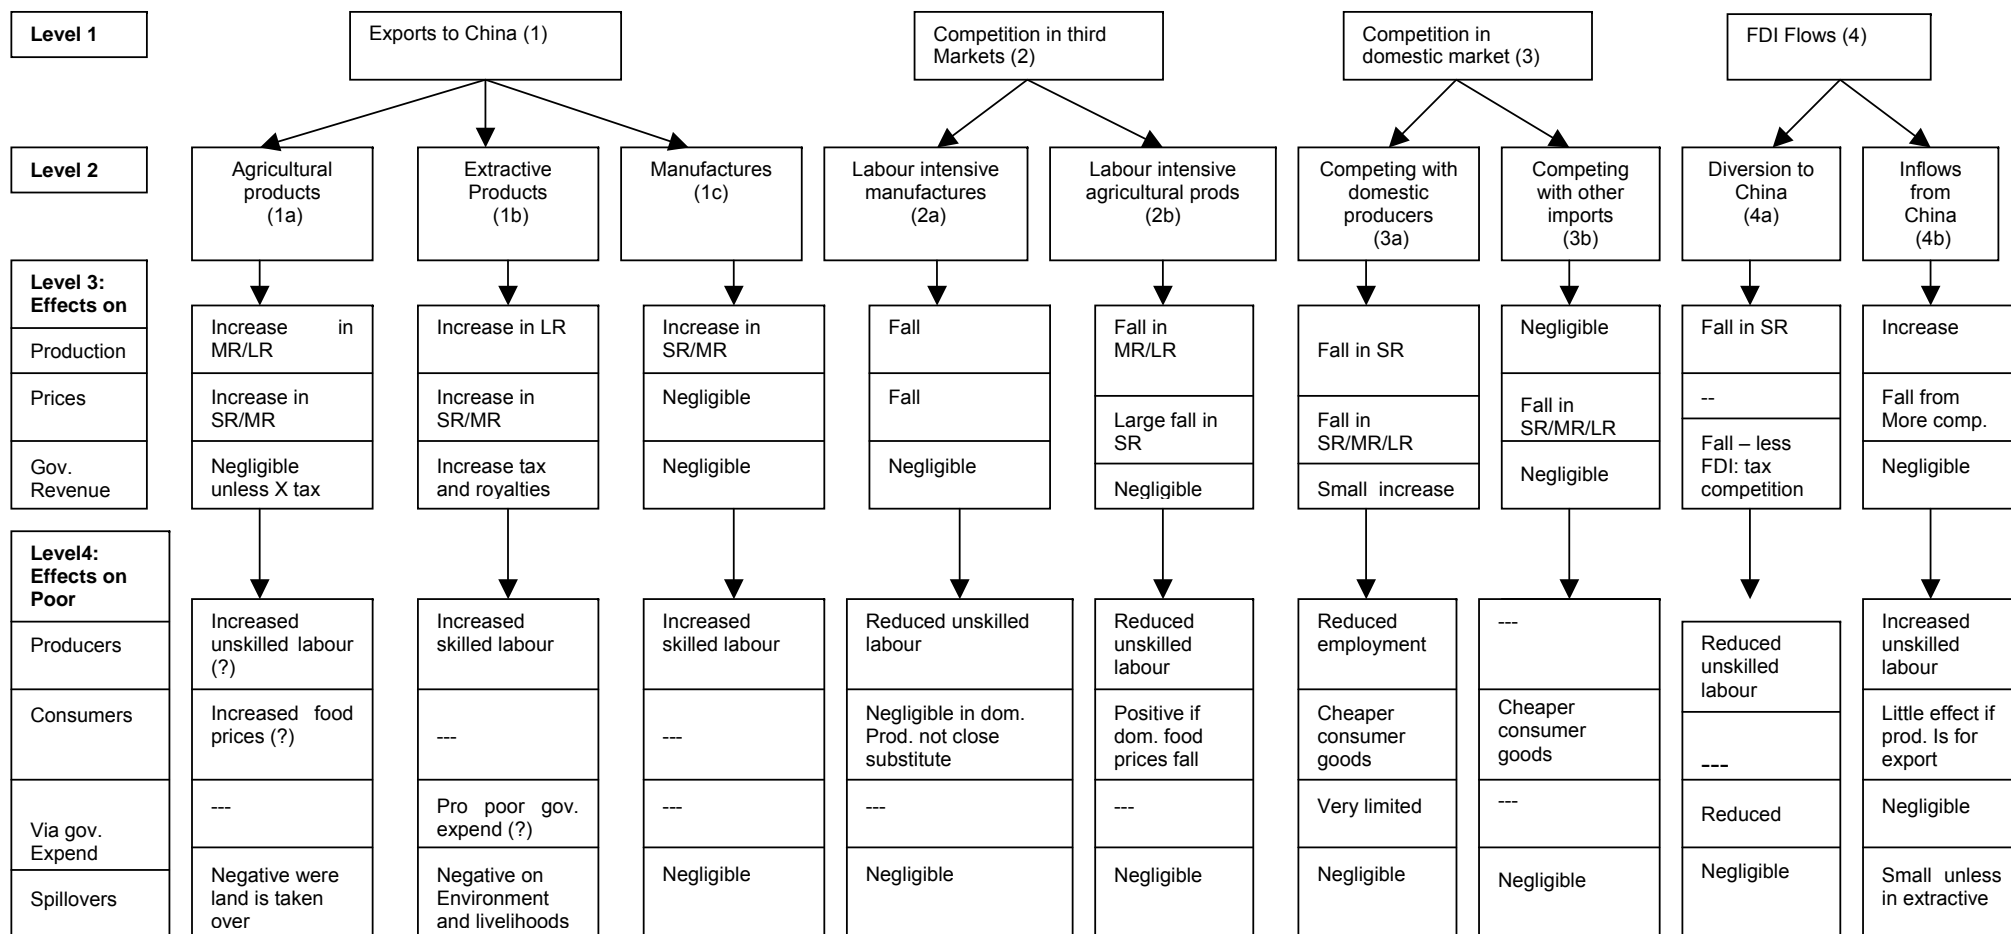 Level 1
Exports to China (1)
Competition in third
Markets (2)
Competition in
domestic market (3)
FDI Flows (4)
Level 2
Agricultural
products
(1a)
Extractive
Products
(1b)
Manufactures
(1c)
Labour intensive
manufactures
(2a)
Labour intensive
agricultural prods
(2b)
Competing with
domestic
producers
(3a)
Competing
with other
imports
(3b)
Diversion to
China
(4a)
Inflows
from
China
(4b)
Level 3:
Effects on
Production
Increase in
MR/LR
Increase in LR
Increase in
SR/MR
Fall
Fall in
MR/LR
Fall in SR
Negligible
Fall in SR
Increase
Prices
Increase in
SR/MR
Increase in
SR/MR
Negligible
Fall
Large fall in
SR
Fall in
SR/MR/LR
Fall in
SR/MR/LR
--
Fall from
More comp.
Gov.
Revenue
Negligible
unless X tax
Increase tax
and royalties
Negligible
Negligible
Negligible
Small increase
Negligible
Fall – less
FDI: tax
competition
Negligible
Level4:
Effects on
Poor
Producers
Increased
unskilled labour
(?)
Increased
skilled labour
Increased
skilled labour
Reduced unskilled
labour
Reduced
unskilled
labour
Reduced
employment
---
Reduced
unskilled
labour
Increased
unskilled
labour
Consumers
Increased food
prices (?)
---
---
Negligible in dom.
Prod. not close
substitute
Positive if
dom. food
prices fall
Cheaper
consumer
goods
Cheaper
consumer
goods
---
Little effect if
prod. Is for
export
Via gov.
Expend
---
Pro poor gov.
expend (?)
---
---
---
Very limited
---
Reduced
Negligible
Spillovers
Negative were
land is taken
over
Negative on
Environment
and livelihoods
Negligible
Negligible
Negligible
Negligible
Negligible
Negligible
Small unless
in extractive